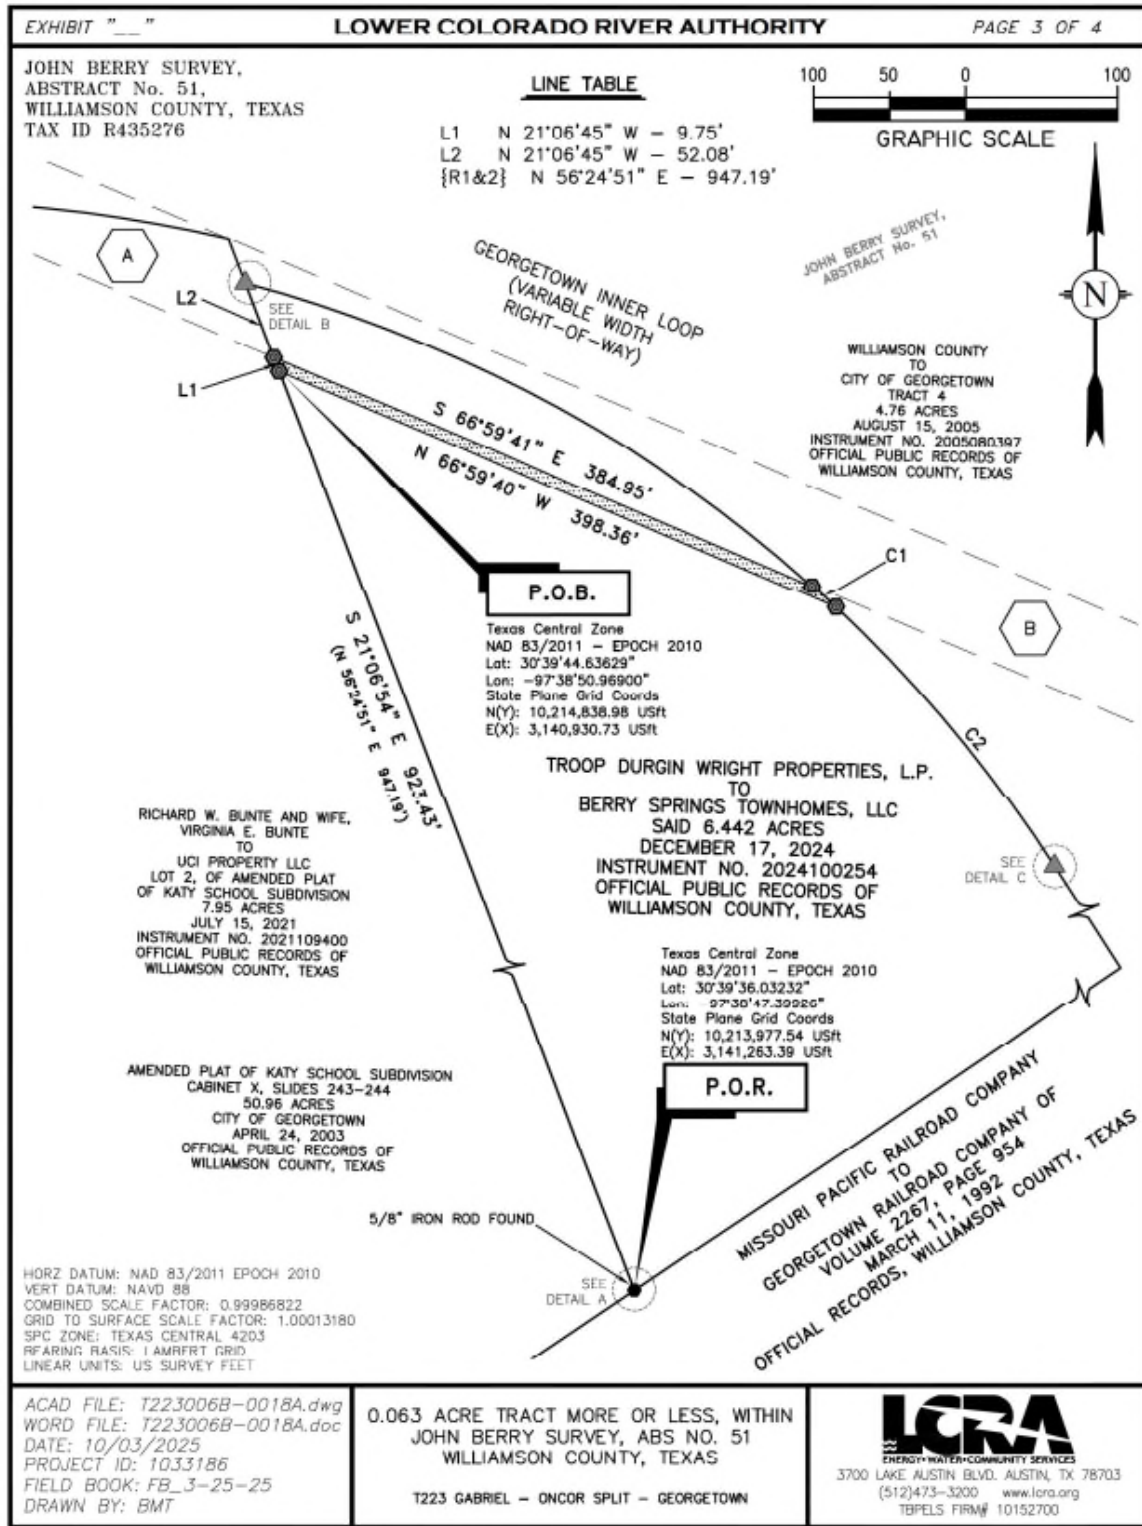 EXHIBIT "__"
LOWER COLORADO RIVER AUTHORITY
PAGE 3 OF 4
JOHN BERRY SURVEY,
ABSTRACT No. 51,
WILLIAMSON COUNTY, TEXAS
TAX ID R435276
LINE TABLE
L1 N 21°06'45" W – 9.75'
L2 N 21°06'45" W – 52.08'
{R1&2} N 56°24'51" E – 947.19'
100 50 0 100
GRAPHIC SCALE
A
L2
SEE
DETAIL B
L1
GEORGETOWN INNER LOOP
(VARIABLE WIDTH
RIGHT-OF-WAY)
JOHN BERRY SURVEY,
ABSTRACT No. 51
N
WILLIAMSON COUNTY
TO
CITY OF GEORGETOWN
TRACT 4
4.76 ACRES
AUGUST 15, 2005
INSTRUMENT NO. 2005080397
OFFICIAL PUBLIC RECORDS OF
WILLIAMSON COUNTY, TEXAS
S 66°59'41" E 384.95'
N 66°59'40" W 398.36'
C1
B
P.O.B.
Texas Central Zone
NAD 83/2011 – EPOCH 2010
Lat: 30°39'44.63629"
Lon: -97°38'50.96900"
State Plane Grid Coords
N(Y): 10,214,838.98 USft
E(X): 3,140,930.73 USft
S 21°06'54" E 923.43'
(N 56°24'51" E 947.19')
C2
TROOP DURGIN WRIGHT PROPERTIES, L.P.
TO
BERRY SPRINGS TOWNHOMES, LLC
SAID 6.442 ACRES
DECEMBER 17, 2024
INSTRUMENT NO. 2024100254
OFFICIAL PUBLIC RECORDS OF
WILLIAMSON COUNTY, TEXAS
SEE
DETAIL C
RICHARD W. BUNTE AND WIFE,
VIRGINIA E. BUNTE
TO
UCI PROPERTY LLC
LOT 2, OF AMENDED PLAT
OF KATY SCHOOL SUBDIVISION
7.95 ACRES
JULY 15, 2021
INSTRUMENT NO. 2021109400
OFFICIAL PUBLIC RECORDS OF
WILLIAMSON COUNTY, TEXAS
Texas Central Zone
NAD 83/2011 – EPOCH 2010
Lat: 30°39'36.03232"
Lon: -97°38'47.39926"
State Plane Grid Coords
N(Y): 10,213,977.54 USft
E(X): 3,141,263.39 USft
P.O.R.
AMENDED PLAT OF KATY SCHOOL SUBDIVISION
CABINET X, SLIDES 243-244
50.96 ACRES
CITY OF GEORGETOWN
APRIL 24, 2003
OFFICIAL PUBLIC RECORDS OF
WILLIAMSON COUNTY, TEXAS
5/8" IRON ROD FOUND
SEE
DETAIL A
MISSOURI PACIFIC RAILROAD COMPANY
TO
GEORGETOWN RAILROAD COMPANY OF
VOLUME 2267, PAGE 954
MARCH 11, 1992
OFFICIAL RECORDS, WILLIAMSON COUNTY, TEXAS
HORZ DATUM: NAD 83/2011 EPOCH 2010
VERT DATUM: NAVD 88
COMBINED SCALE FACTOR: 0.99986822
GRID TO SURFACE SCALE FACTOR: 1.00013180
SPC ZONE: TEXAS CENTRAL 4203
BEARING BASIS: LAMBERT GRID
LINEAR UNITS: US SURVEY FEET
ACAD FILE: T223006B-0018A.dwg
WORD FILE: T223006B-0018A.doc
DATE: 10/03/2025
PROJECT ID: 1033186
FIELD BOOK: FB_3-25-25
DRAWN BY: BMT
0.063 ACRE TRACT MORE OR LESS, WITHIN
JOHN BERRY SURVEY, ABS NO. 51
WILLIAMSON COUNTY, TEXAS
T223 GABRIEL – ONCOR SPLIT – GEORGETOWN
LCRA
ENERGY•WATER•COMMUNITY SERVICES
3700 LAKE AUSTIN BLVD. AUSTIN, TX 78703
(512)473-3200 www.lcra.org
TBPELS FIRM# 10152700